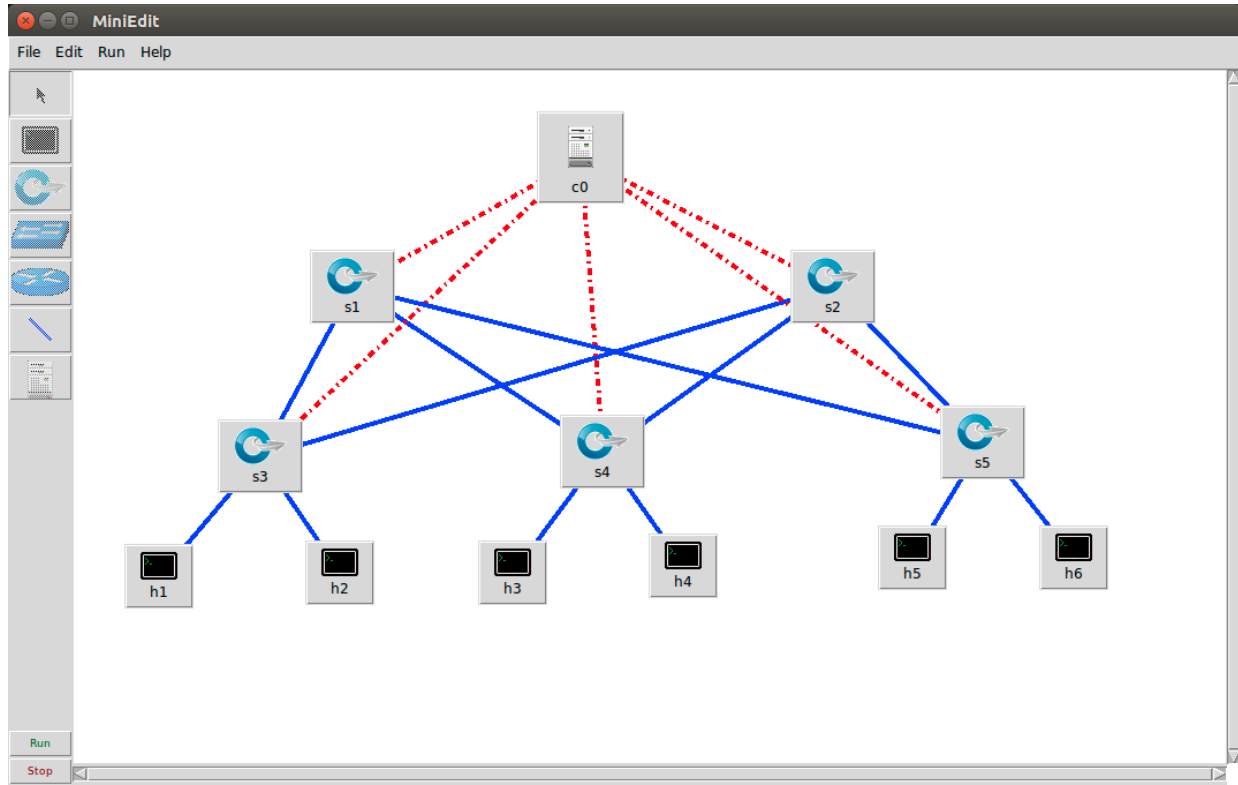 MiniEdit
File Edit Run Help
c0
s1
s2
s3
s4
s5
h1
h2
h3
h4
h5
h6
Run
Stop